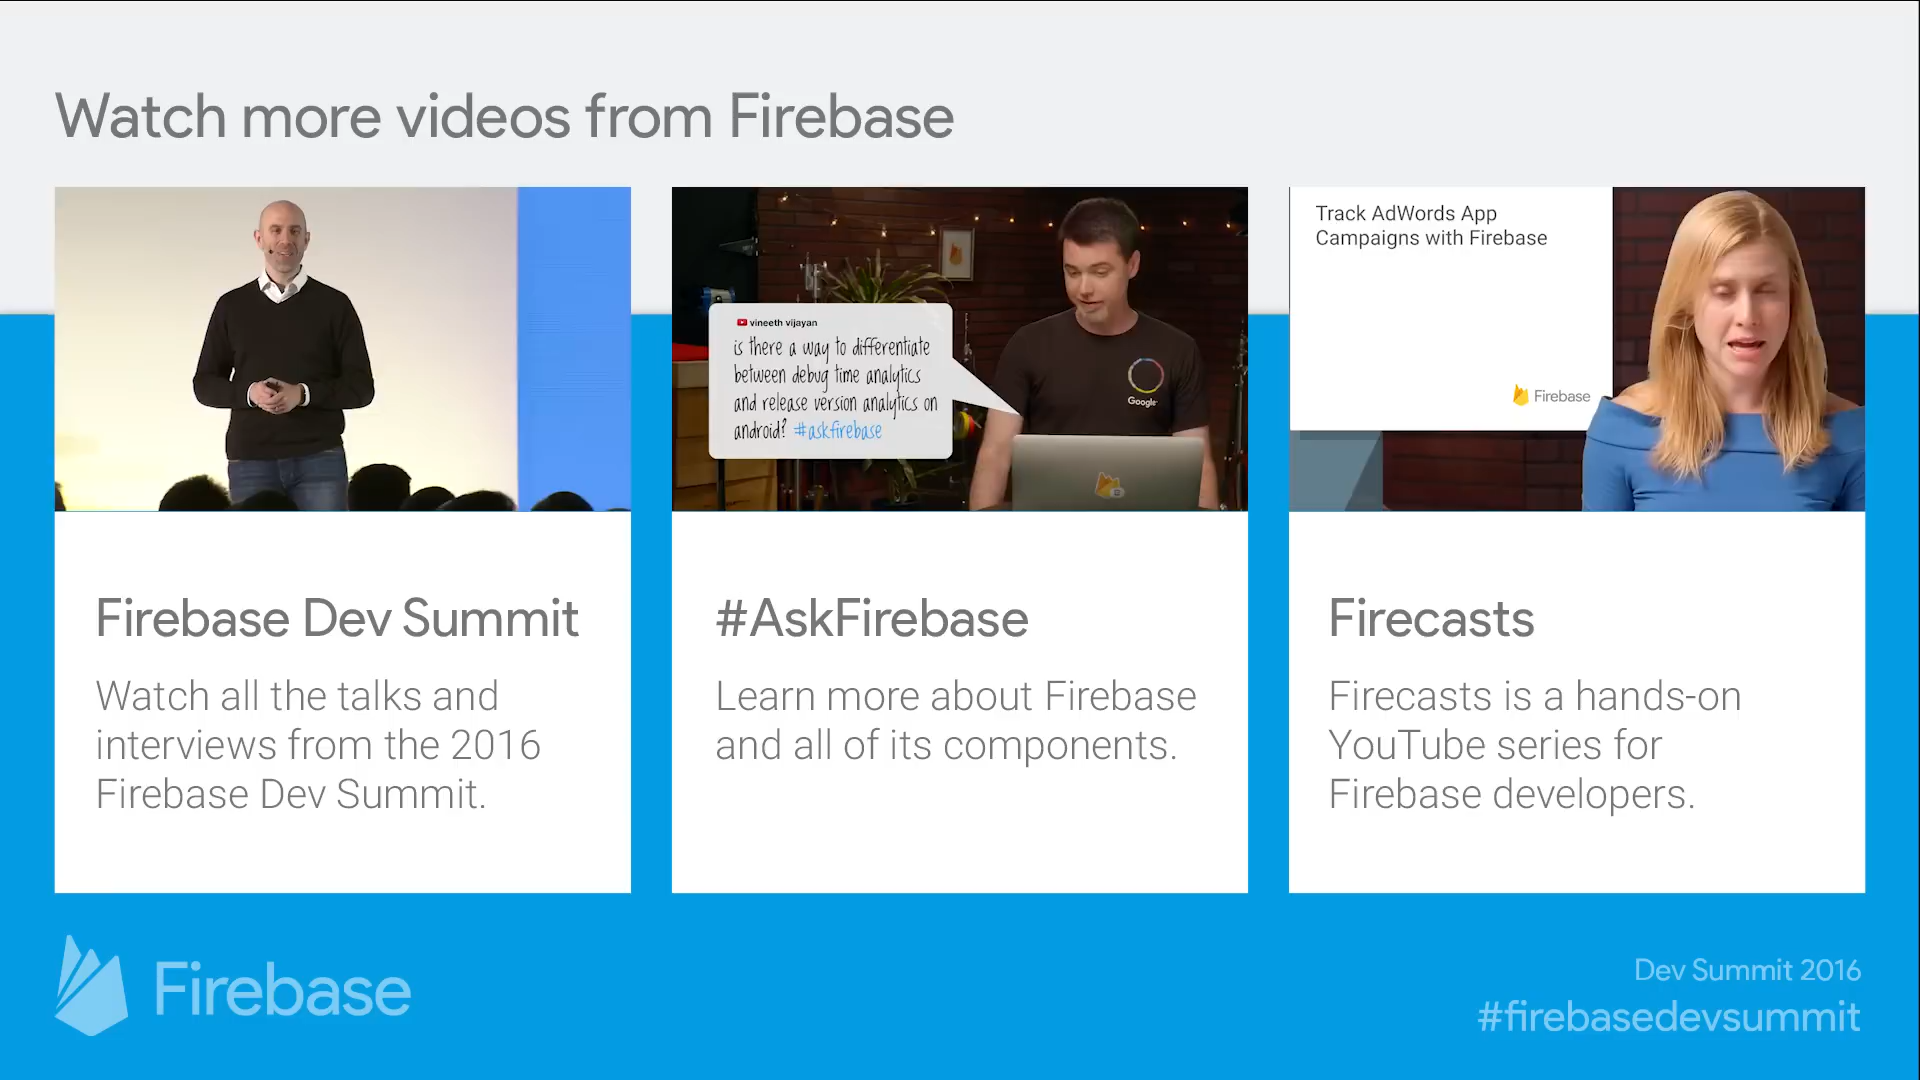 Watch more videos from Firebase
vineeth vijayan
is there a way to differentiate
between debug time analytics
and release version analytics on
android? #askfirebase
Google
Track AdWords App
Campaigns with Firebase
Firebase
Firebase Dev Summit
Watch all the talks and
interviews from the 2016
Firebase Dev Summit.
#AskFirebase
Learn more about Firebase
and all of its components.
Firecasts
Firecasts is a hands-on
YouTube series for
Firebase developers.
Firebase
Dev Summit 2016
#firebasedevsummit